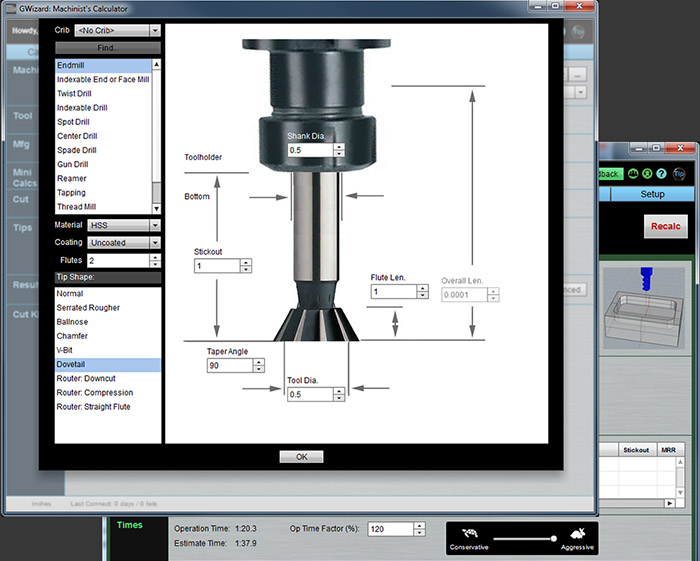 GWizard: Machinist's Calculator
Howdy,
Tip
Crib <No Crib>
Find...
Endmill
Indexable End or Face Mill
Twist Drill
Indexable Drill
Spot Drill
Center Drill
Spade Drill
Gun Drill
Reamer
Tapping
Thread Mill
Material HSS
Coating Uncoated
Flutes 2
Tip Shape:
Normal
Serrated Rougher
Ballnose
Chamfer
V-Bit
Dovetail
Router: Downcut
Router: Compression
Router: Straight Flute
Shank Dia.
0.5
Toolholder
Bottom
Stickout
1
Flute Len.
1
Overall Len.
0.0001
Taper Angle
90
Tool Dia.
0.5
OK
Machi
Tool
Mfg
Mini
Calcs
Cut
Tips
Resul
Cut K
anced
Inches
Last Connect: 0 days / 0 fails
dback
Tip
Setup
Recalc
Stickout MRR
Times
Operation Time: 1:20.3
Estimate Time: 1:37.9
Op Time Factor (%): 120
Conservative
Aggressive